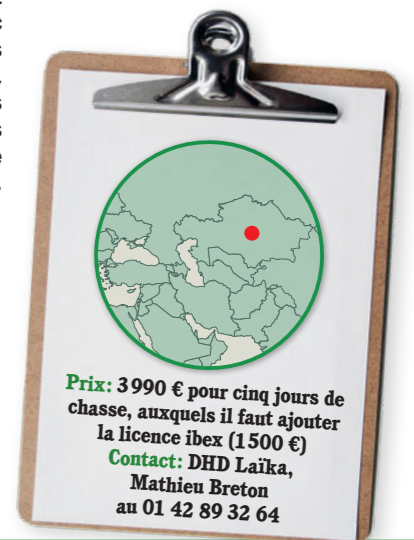 Prix: 3 990 € pour cinq jours de
chasse, auxquels il faut ajouter
la licence ibex (1 500 €)
Contact: DHD Laïka,
Mathieu Breton
au 01 42 89 32 64